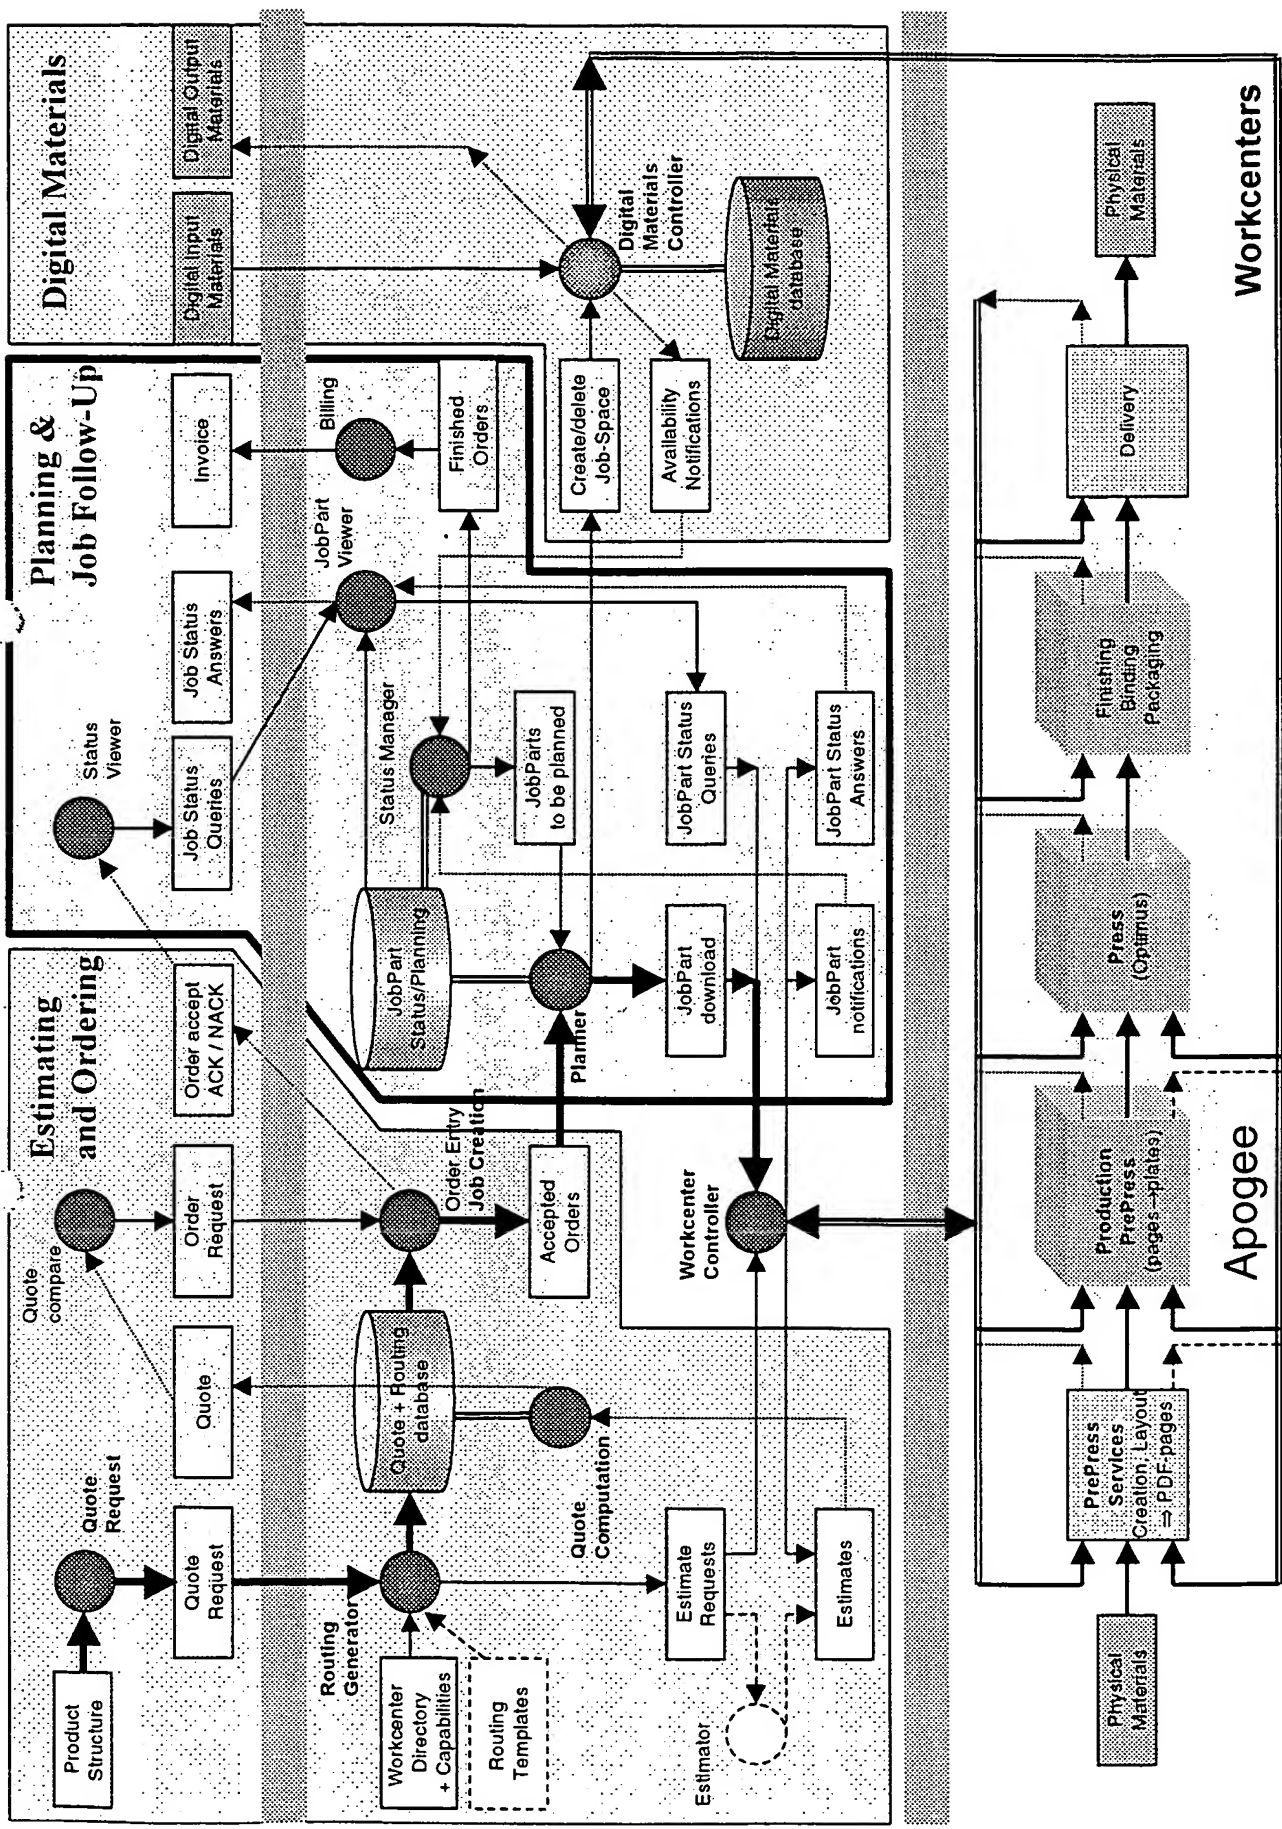 Estimating
and Ordering
Planning &
Job Follow-Up
Digital Materials
Product
Structure
Quote
Request
Quote
Request
Quote
Quote
compare
Order
Request
Order accept
ACK / NACK
Status
Viewer
Job Status
Queries
Job Status
Answers
Invoice
Digital Input
Materials
Digital Output
Materials
Routing
Generator
Workcenter
Directory
+ Capabilities
Routing
Templates
Quote + Routing
database
Quote
Computation
Order Entry
Job Creation
Accepted
Orders
Estimator
Estimate
Requests
Estimates
Workcenter
Controller
JobPart
Status/Planning
Planner
Status Manager
JobParts
to be planned
JobPart
Viewer
Billing
Finished
Orders
JobPart
download
JobPart
notifications
JobPart Status
Queries
JobPart Status
Answers
Create/delete
Job-Space
Availability
Notifications
Digital
Materials
Controller
Digital Materials
database
Physical
Materials
PrePress
Services
Creation, Layout
⇒ PDF-pages
Production
PrePress
(pages→plates)
Press
(Optimus)
Finishing
Binding
Packaging
Delivery
Physical
Materials
Apogee
Workcenters